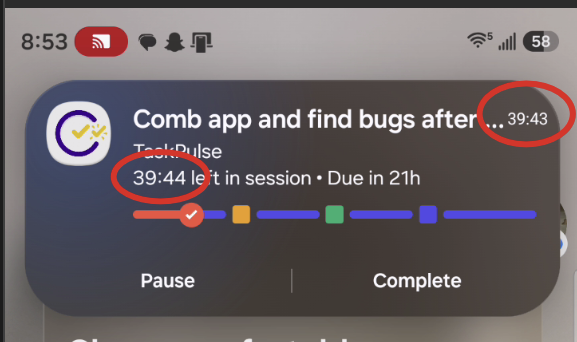 8:53
5
58
Comb app and find bugs after ... 39:43
TaskPulse
39:44 left in session • Due in 21h
Pause
Complete